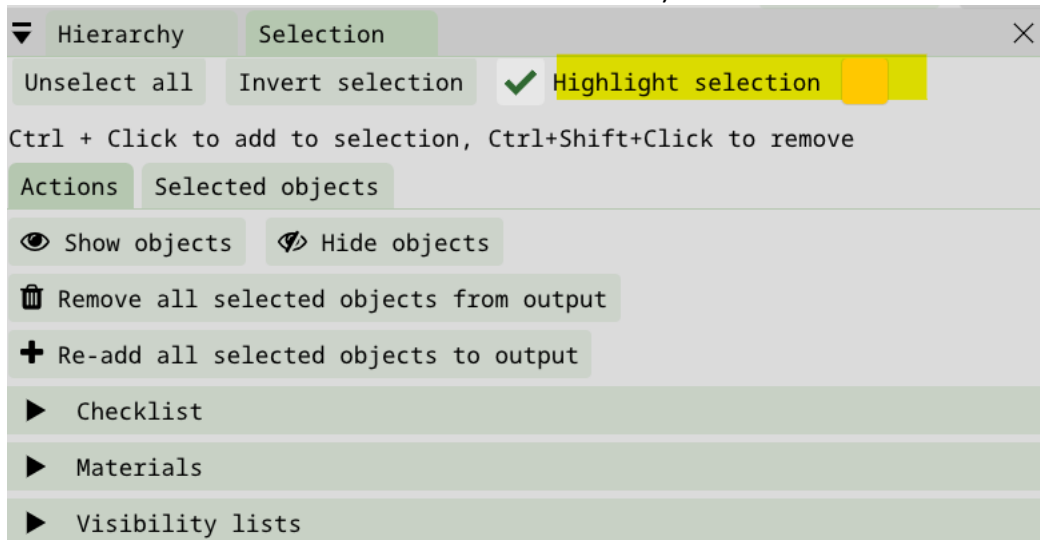 Hierarchy Selection
Unselect all Invert selection Highlight selection
Ctrl + Click to add to selection, Ctrl+Shift+Click to remove
Actions Selected objects
Show objects Hide objects
Remove all selected objects from output
Re-add all selected objects to output
Checklist
Materials
Visibility lists